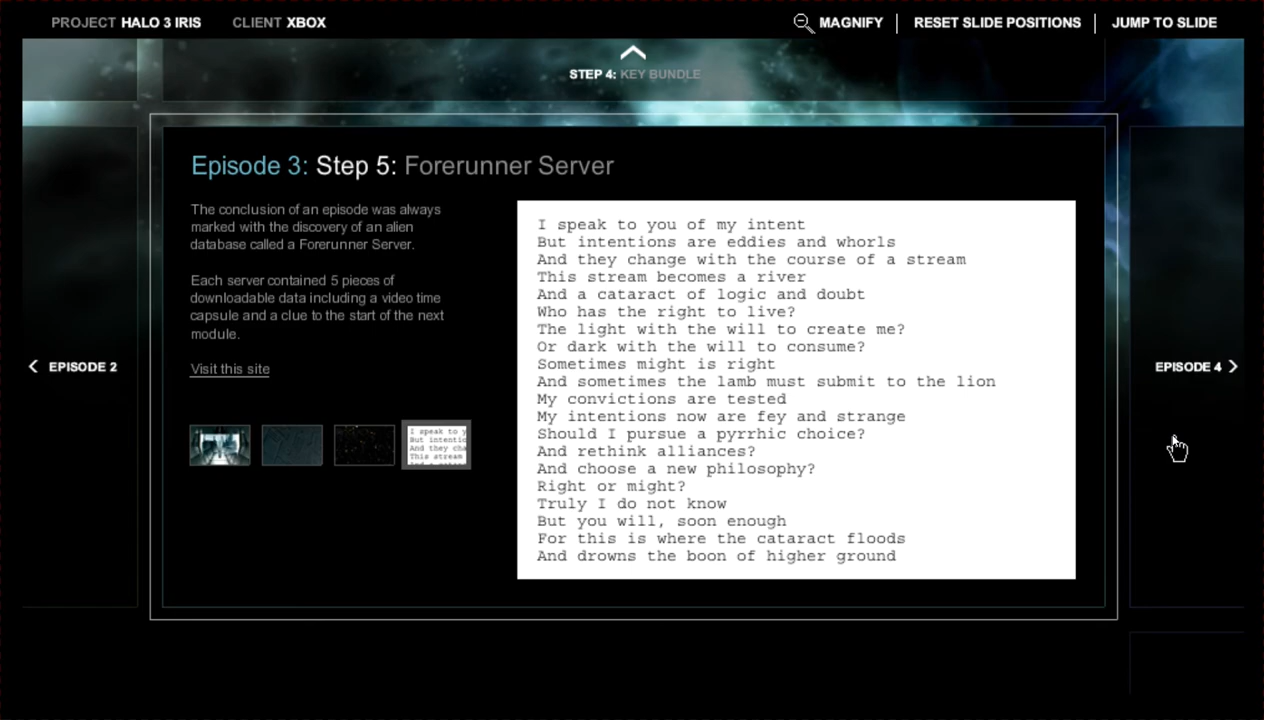 PROJECT HALO 3 IRIS CLIENT XBOX
MAGNIFY RESET SLIDE POSITIONS JUMP TO SLIDE
STEP 4: KEY BUNDLE
Episode 3: Step 5: Forerunner Server
The conclusion of an episode was always
marked with the discovery of an alien
database called a Forerunner Server.
Each server contained 5 pieces of
downloadable data including a video time
capsule and a clue to the start of the next
module.
Visit this site
I speak to y
But intentic
And they cha
This stream
I speak to you of my intent
But intentions are eddies and whorls
And they change with the course of a stream
This stream becomes a river
And a cataract of logic and doubt
Who has the right to live?
The light with the will to create me?
Or dark with the will to consume?
Sometimes might is right
And sometimes the lamb must submit to the lion
My convictions are tested
My intentions now are fey and strange
Should I pursue a pyrrhic choice?
And rethink alliances?
And choose a new philosophy?
Right or might?
Truly I do not know
But you will, soon enough
For this is where the cataract floods
And drowns the boon of higher ground
EPISODE 2
EPISODE 4